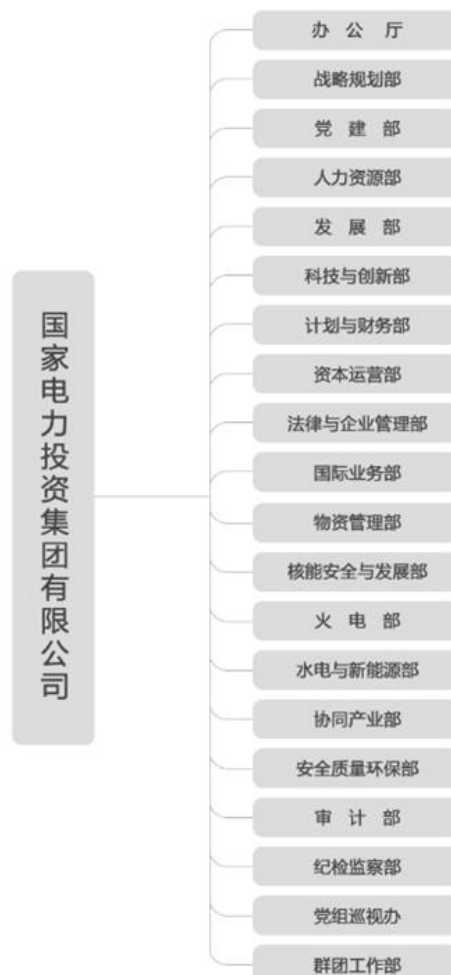 国家电力投资集团有限公司
办公厅
战略规划部
党建部
人力资源部
发展部
科技与创新部
计划与财务部
资本运营部
法律与企业管理部
国际业务部
物资管理部
核能安全与发展部
火电部
水电与新能源部
协同产业部
安全质量环保部
审计部
纪检监察部
党组巡视办
群团工作部